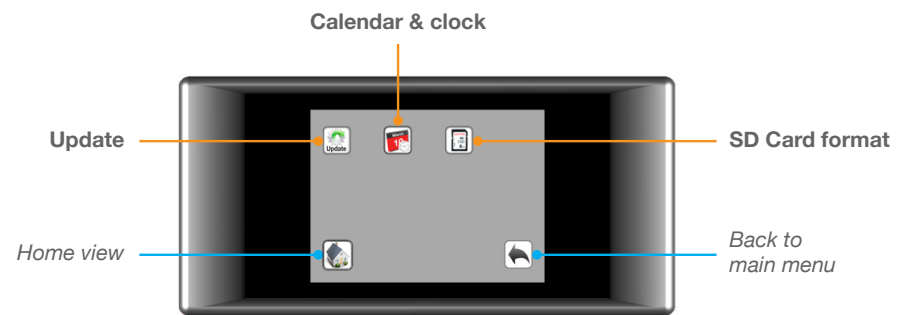 Calendar & clock
Update
SD Card format
Update
Home view
Back to
main menu